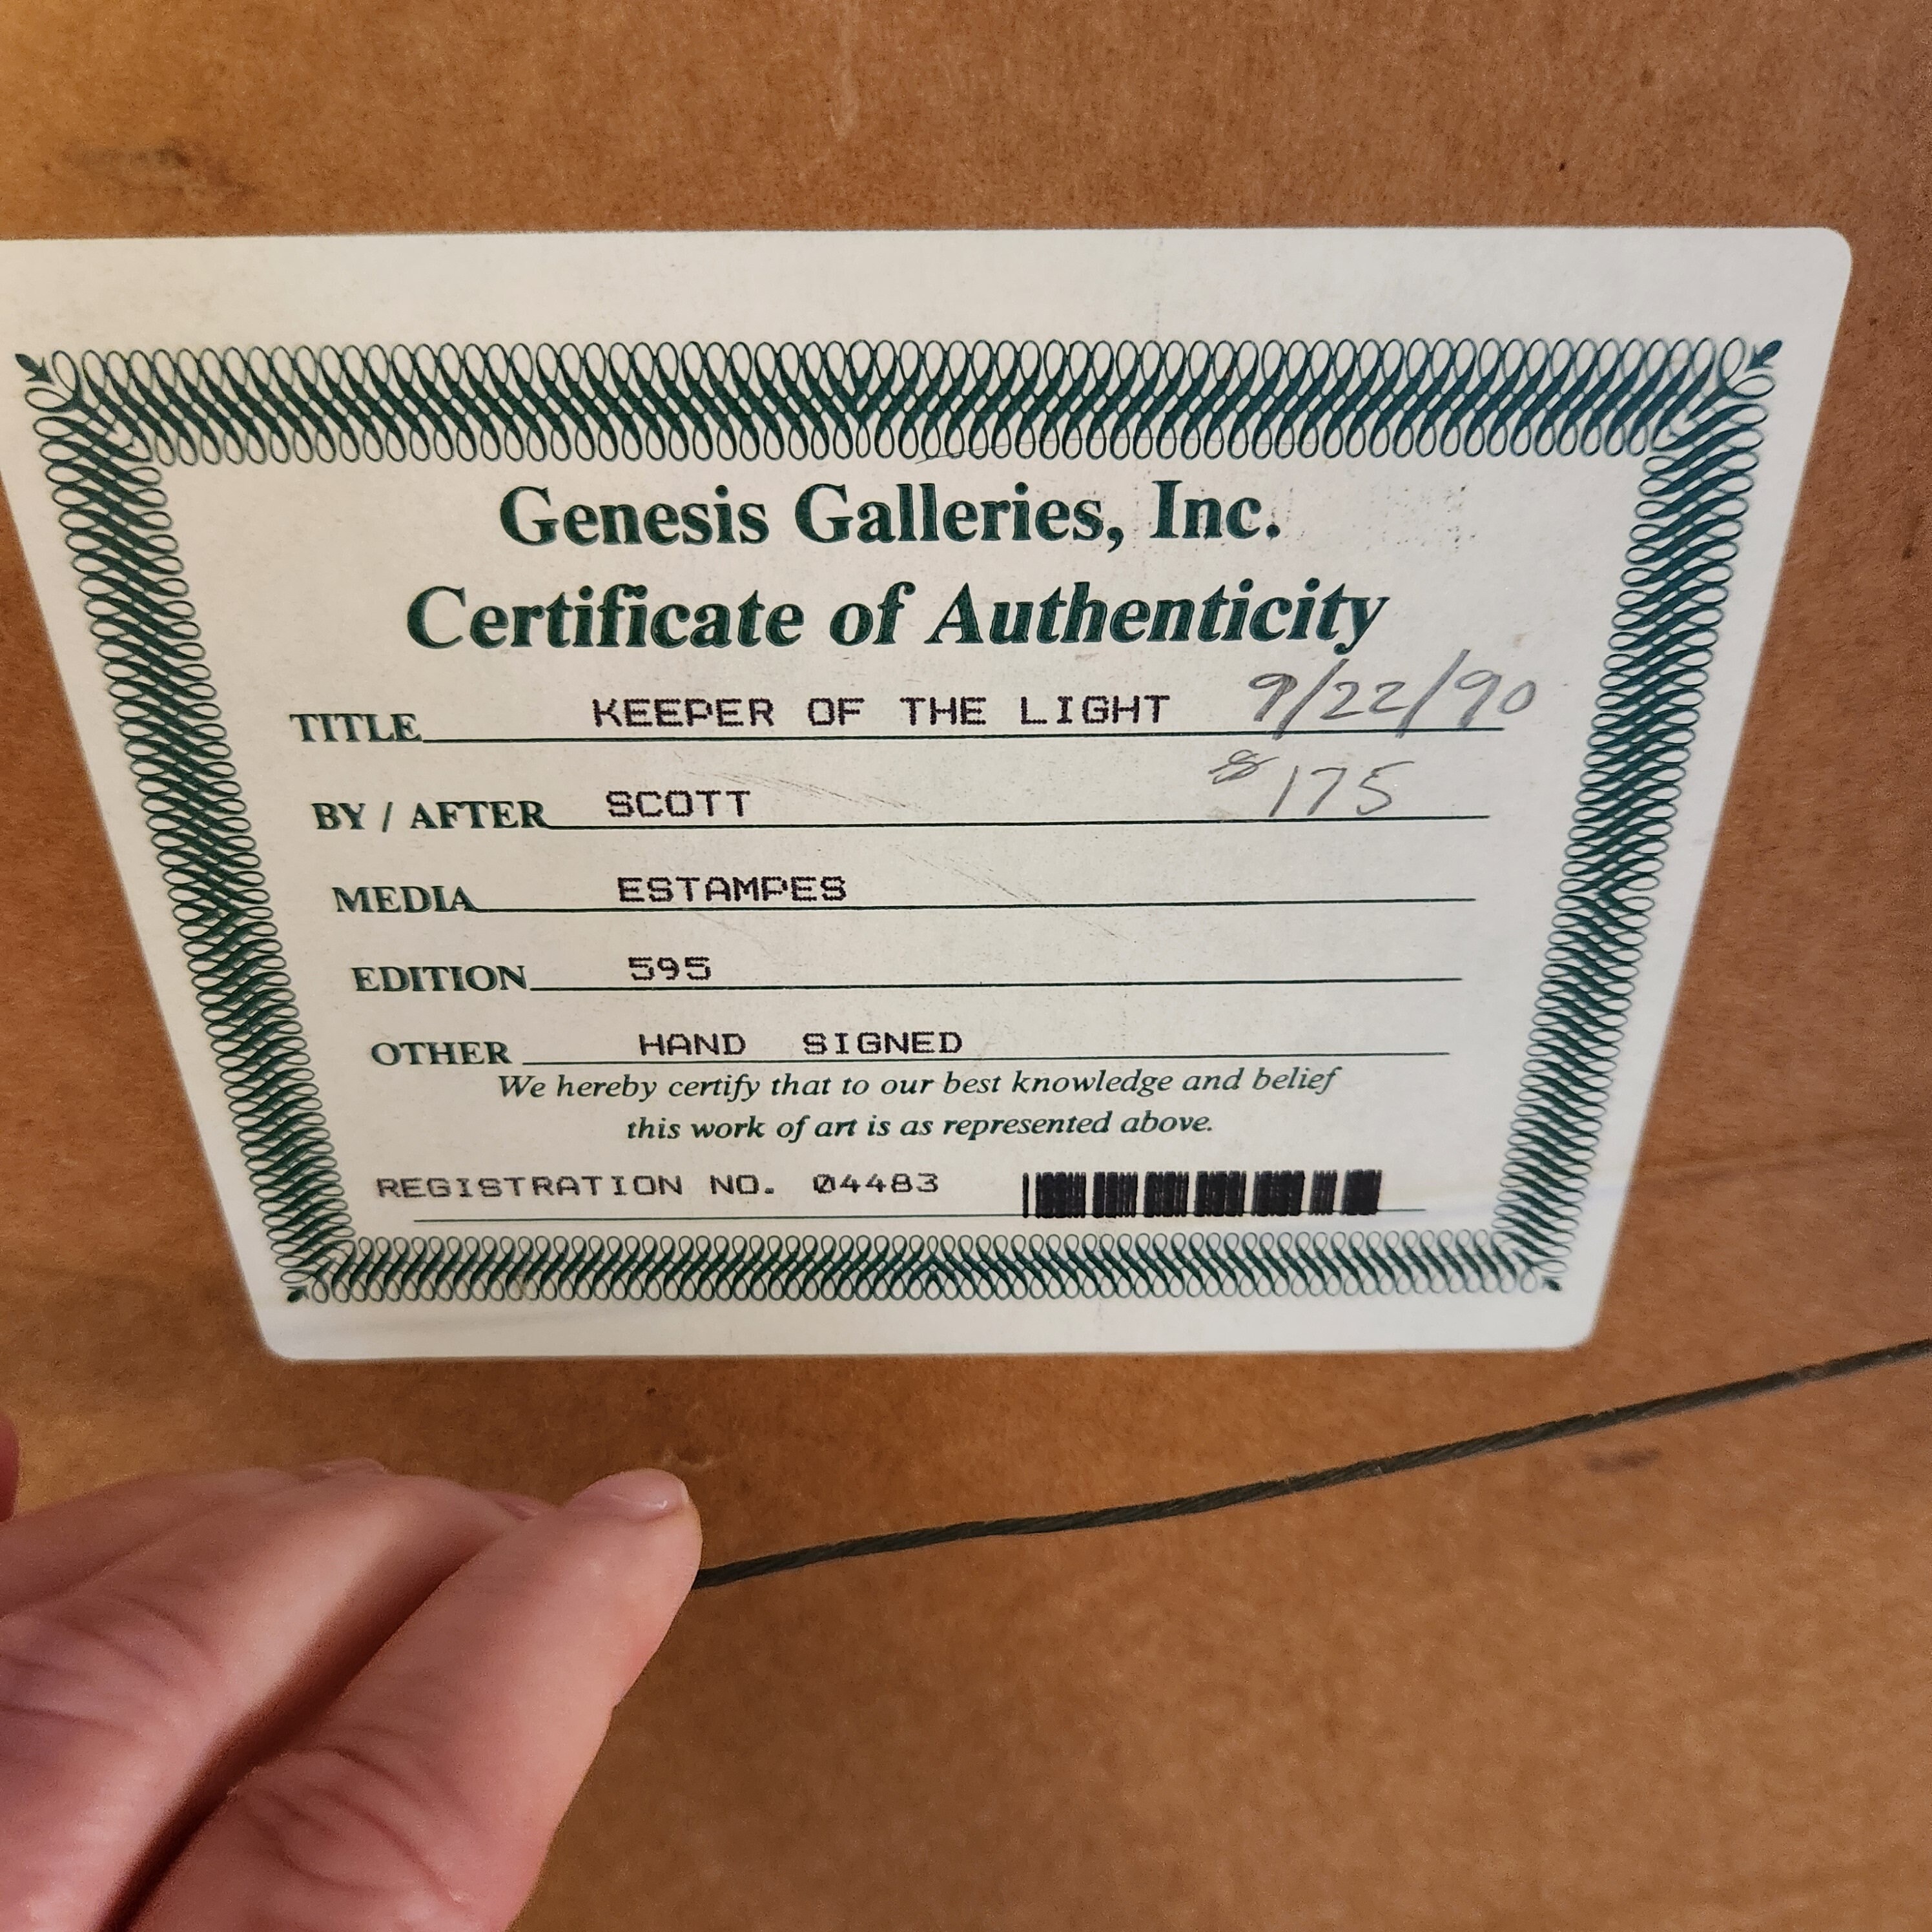 Genesis Galleries, Inc.
Certificate of Authenticity
TITLE KEEPER OF THE LIGHT 9/22/90
BY / AFTER SCOTT $175
MEDIA ESTAMPES
EDITION 595
OTHER HAND SIGNED
We hereby certify that to our best knowledge and belief
this work of art is as represented above.
REGISTRATION NO. 04483